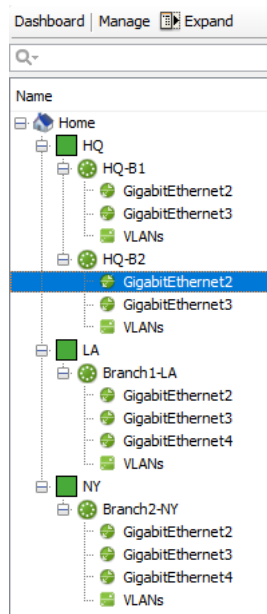 Dashboard Manage Expand
Name
Home
HQ
HQ-B1
GigabitEthernet2
GigabitEthernet3
VLANs
HQ-B2
GigabitEthernet2
GigabitEthernet3
VLANs
LA
Branch1-LA
GigabitEthernet2
GigabitEthernet3
GigabitEthernet4
VLANs
NY
Branch2-NY
GigabitEthernet2
GigabitEthernet3
GigabitEthernet4
VLANs